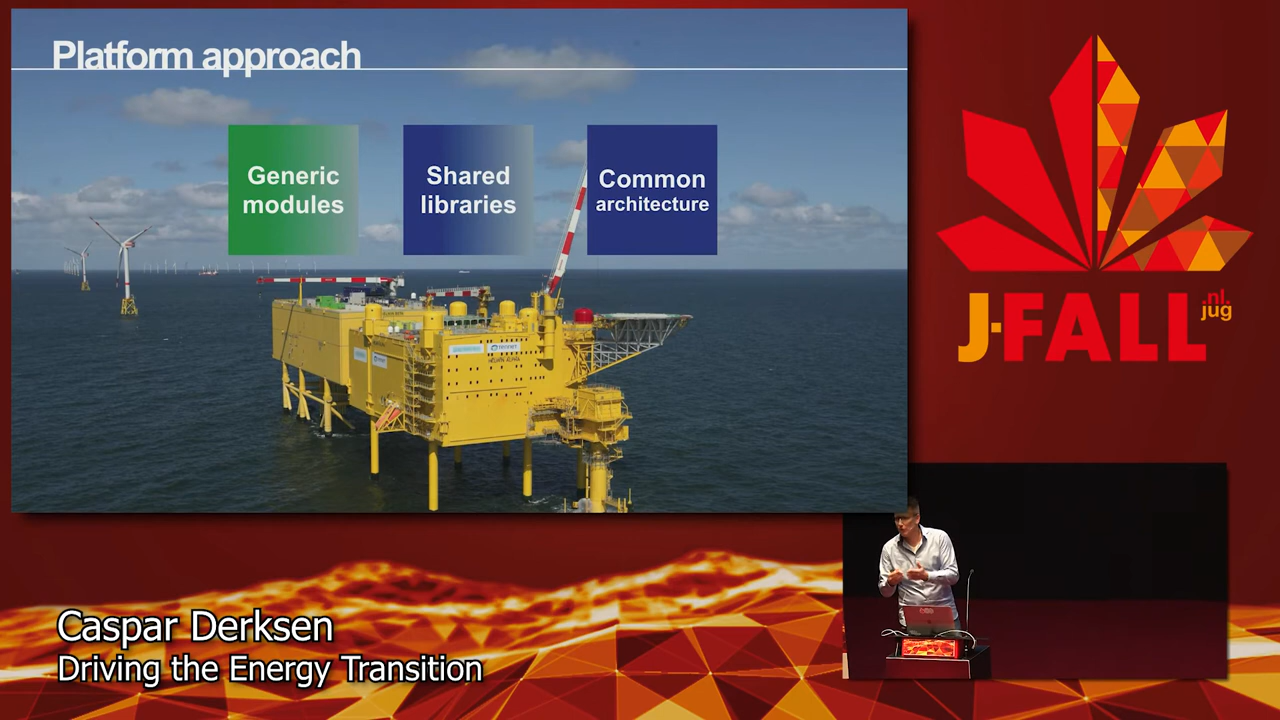 Platform approach
Generic
modules
Shared
libraries
Common
architecture
J-FALL
nl.
jug
Caspar Derksen
Driving the Energy Transition